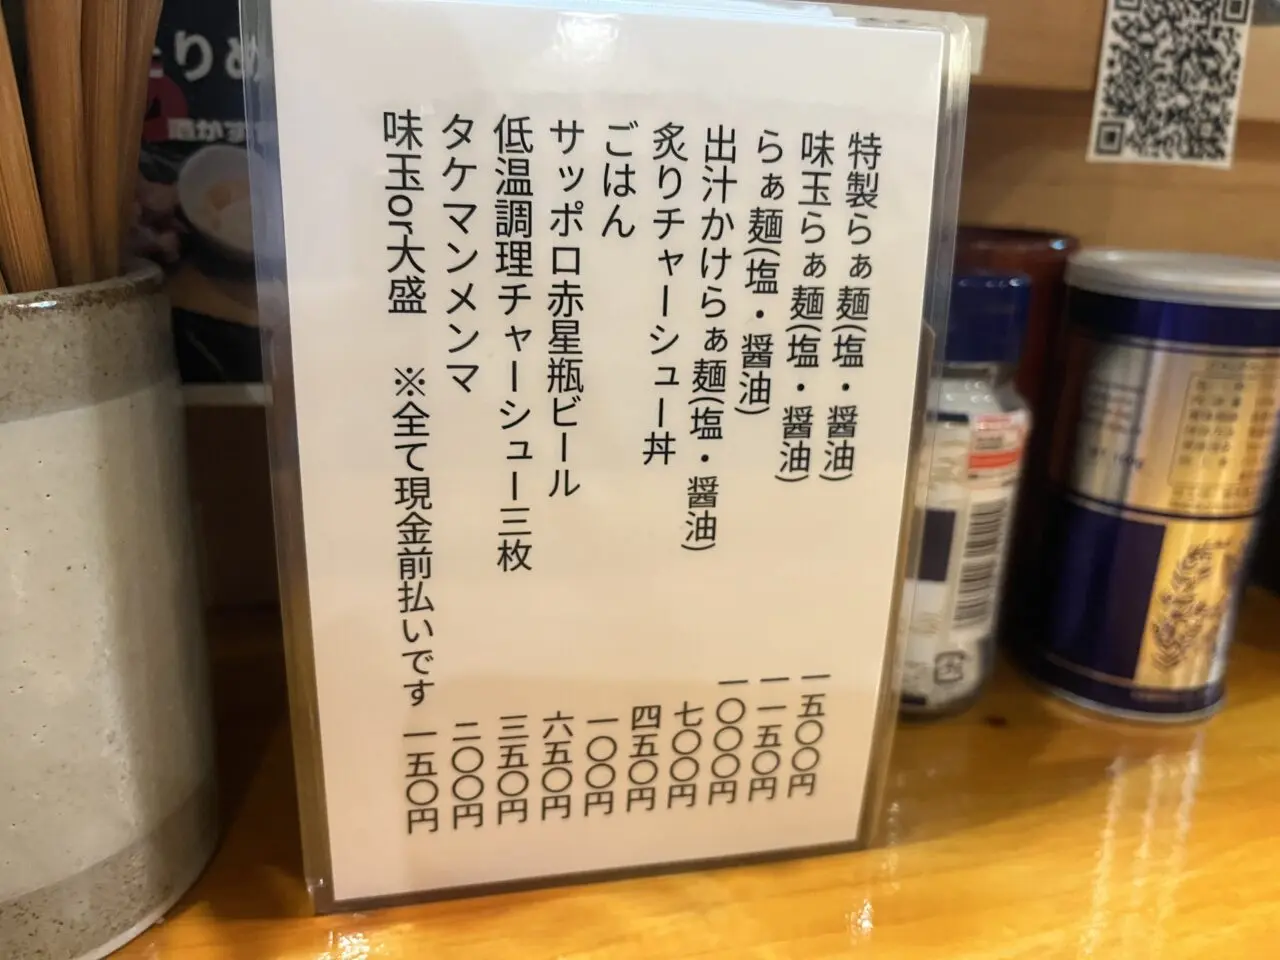 特製らぁ麺(塩・醤油) 一五〇〇円
味玉らぁ麺(塩・醤油) 一一五〇円
らぁ麺(塩・醤油) 一〇〇〇円
出汁かけらぁ麺(塩・醤油) 七〇〇円
炙りチャーシュー丼 四五〇円
ごはん 一〇〇円
サッポロ赤星瓶ビール 六五〇円
低温調理チャーシュー三枚 三五〇円
タケマンメンマ 二〇〇円
味玉or大盛 ※全て現金前払いです 一五〇円